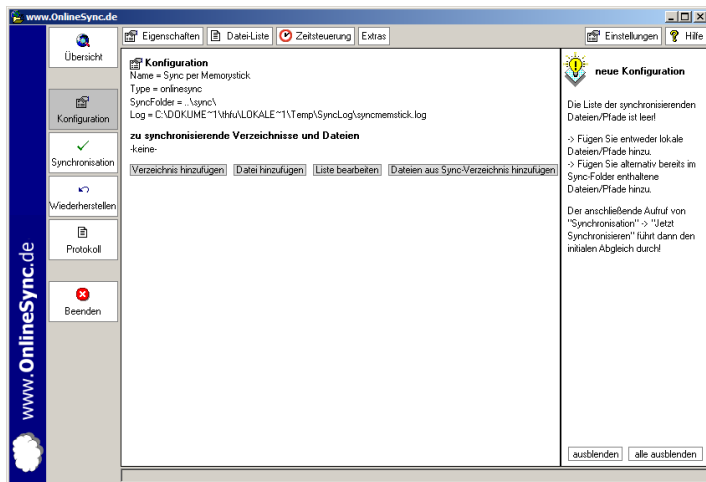 www.OnlineSync.de
Übersicht
Konfiguration
Synchronisation
Wiederherstellen
Protokoll
Beenden
www.OnlineSync.de
Eigenschaften Datei-Liste Zeitsteuerung Extras
Einstellungen Hilfe
Konfiguration
Name = Sync per Memorystick
Type = onlinesync
SyncFolder = ..\sync\
Log = C:\DOKUME~1\thfu\LOKALE~1\Temp\SyncLog\syncmemstick.log
zu synchronisierende Verzeichnisse und Dateien
-keine-
Verzeichnis hinzufügen Datei hinzufügen Liste bearbeiten Dateien aus Sync-Verzeichnis hinzufügen
neue Konfiguration
Die Liste der synchronisierenden
Dateien/Pfade ist leer!
-> Fügen Sie entweder lokale
Dateien/Pfade hinzu.
-> Fügen Sie alternativ bereits im
Sync-Folder enthaltene
Dateien/Pfade hinzu.
Der anschließende Aufruf von
"Synchronisation" -> "Jetzt
Synchronisieren" führt dann den
initialen Abgleich durch!
ausblenden alle ausblenden